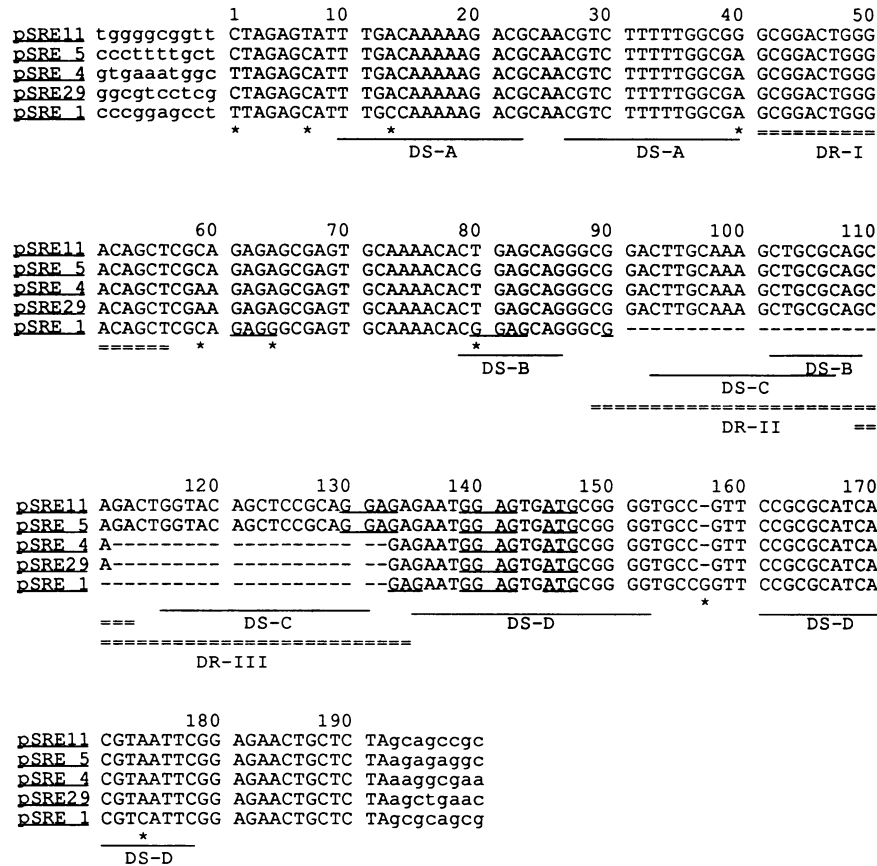 1 10 20 30 40 50
pSRE11 tggggcggtt CTAGAGTATT TTGACAAAAAG ACGCAACGTC TTTTTGGCGG GCGGACTGGG
pSRE 5 cccttttgct CTAGAGCATT TTGACAAAAAG ACGCAACGTC TTTTTGGCGA GCGGACTGGG
pSRE 4 gtgaaatggc TTAGAGCATT TTGACAAAAAG ACGCAACGTC TTTTTGGCGA GCGGACTGGG
pSRE29 ggcgtcctcg CTAGAGCATT TTGACAAAAAG ACGCAACGTC TTTTTGGCGA GCGGACTGGG
pSRE 1 cccggagcct TTAGAGCATT TTGCCAAAAAG ACGCAACGTC TTTTTGGCGA GCGGACTGGG
* * * * ==========
DS-A DS-A DR-I
60 70 80 90 100 110
pSRE11 ACAGCTCGCA GAGAGCGAGT GCAAAACACT GAGCAGGGCG GACTTGCAAA GCTGCGCAGC
pSRE 5 ACAGCTCGCA GAGAGCGAGT GCAAAACACG GAGCAGGGCG GACTTGCAAA GCTGCGCAGC
pSRE 4 ACAGCTCGAA GAGAGCGAGT GCAAAACACT GAGCAGGGCG GACTTGCAAA GCTGCGCAGC
pSRE29 ACAGCTCGAA GAGAGCGAGT GCAAAACACT GAGCAGGGCG GACTTGCAAA GCTGCGCAGC
pSRE 1 ACAGCTCGCA GAGGGCGAGT GCAAAACACG GAGCAGGGCG ---------- ----------
====== * * *
DS-B DS-B
DS-C
======================
DR-II ==
120 130 140 150 160 170
pSRE11 AGACTGGTAC AGCTCCGCAG GAGAGAATGG AGTGATGCGG GGTGCC-GTT CCGCGCATCA
pSRE 5 AGACTGGTAC AGCTCCGCAG GAGAGAATGG AGTGATGCGG GGTGCC-GTT CCGCGCATCA
pSRE 4 A--------- ---------- --GAGAATGG AGTGATGCGG GGTGCC-GTT CCGCGCATCA
pSRE29 A--------- ---------- --GAGAATGG AGTGATGCGG GGTGCC-GTT CCGCGCATCA
pSRE 1 ---------- ---------- --GAGAATGG AGTGATGCGG GGTGCCGGTT CCGCGCATCA
*
=== DS-C DS-D DS-D
========================
DR-III
180 190
pSRE11 CGTAATTCGG AGAACTGCTC TAgcagccgc
pSRE 5 CGTAATTCGG AGAACTGCTC TAagagaggc
pSRE 4 CGTAATTCGG AGAACTGCTC TAaaggcgaa
pSRE29 CGTAATTCGG AGAACTGCTC TAagctgaac
pSRE 1 CGTCATTCGG AGAACTGCTC TAgcgcagcg
*
DS-D